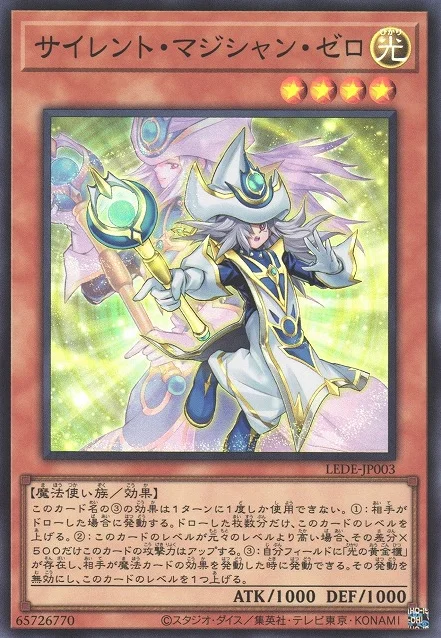 サイレント・マジシャン・ゼロ
光
LEDE-JP003
【魔法使い族/効果】
このカード名の③の効果は1ターンに1度しか使用できない。①:相手が
ドローした場合に発動する。ドローした枚数分だけ、このカードのレベルを
上げる。②:このカードのレベルが元々のレベルより高い場合、その差分×
500だけこのカードの攻撃力はアップする。③:自分フィールドに「光の黄金櫃」
が存在し、相手が魔法カードの効果を発動した時に発動できる。その発動を
無効にし、このカードのレベルを1つ上げる。
ATK/1000 DEF/1000
65726770
©スタジオ・ダイス/集英社・テレビ東京・KONAMI